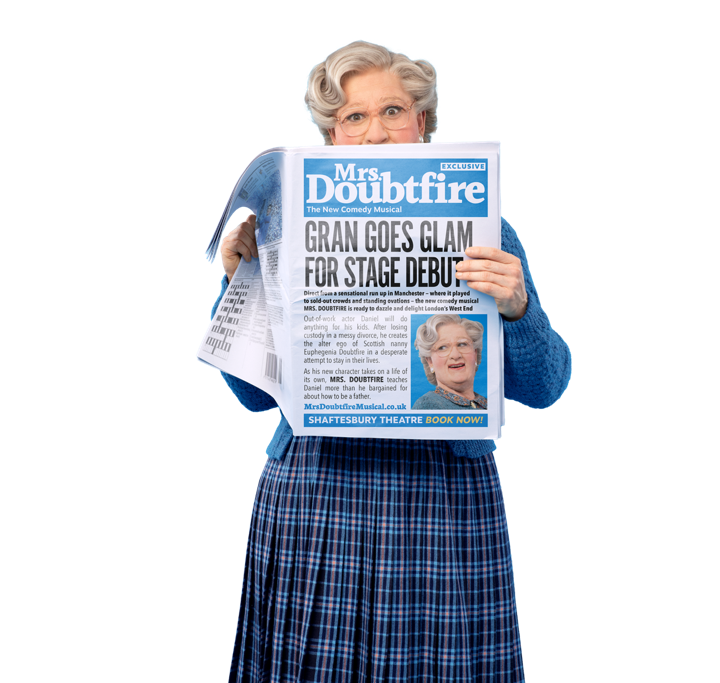 EXCLUSIVE
Mrs.
Doubtfire
The New Comedy Musical
GRAN GOES GLAM
FOR STAGE DEBUT
Direct from a sensational run up in Manchester – where it played
to sold-out crowds and standing ovations – the new comedy musical
MRS. DOUBTFIRE is ready to dazzle and delight London's West End
Out-of-work actor Daniel will do
anything for his kids. After losing
custody in a messy divorce, he creates
the alter ego of Scottish nanny
Euphegenia Doubtfire in a desperate
attempt to stay in their lives.
As his new character takes on a life of
its own, MRS. DOUBTFIRE teaches
Daniel more than he bargained for
about how to be a father.
MrsDoubtfireMusical.co.uk
SHAFTESBURY THEATRE BOOK NOW!